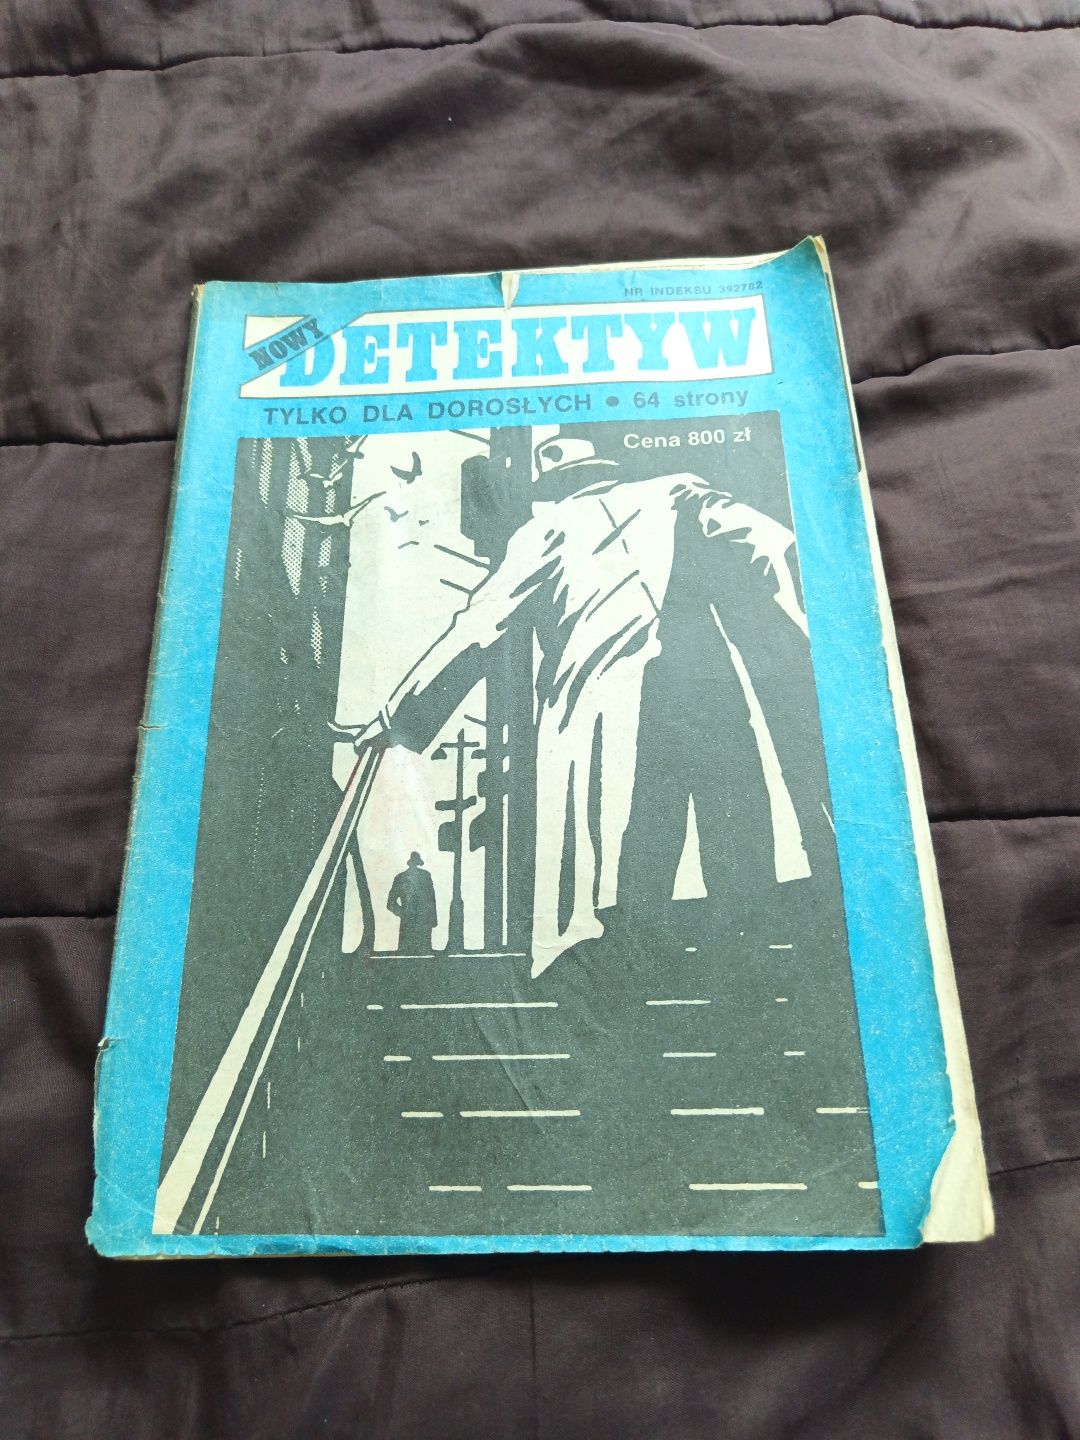 NR INDEKSU 392782
NOWY
DETEKTYW
TYLKO DLA DOROSŁYCH • 64 strony
Cena 800 zł